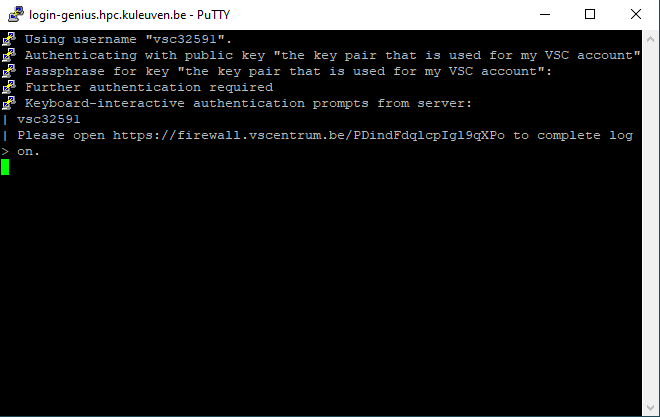 login-genius.hpc.kuleuven.be - PuTTY
Using username "vsc32591".
Authenticating with public key "the key pair that is used for my VSC account"
Passphrase for key "the key pair that is used for my VSC account":
Further authentication required
Keyboard-interactive authentication prompts from server:
| vsc32591
| Please open https://firewall.vscentrum.be/PDindFdqlcpIgl9qXPo to complete log
> on.